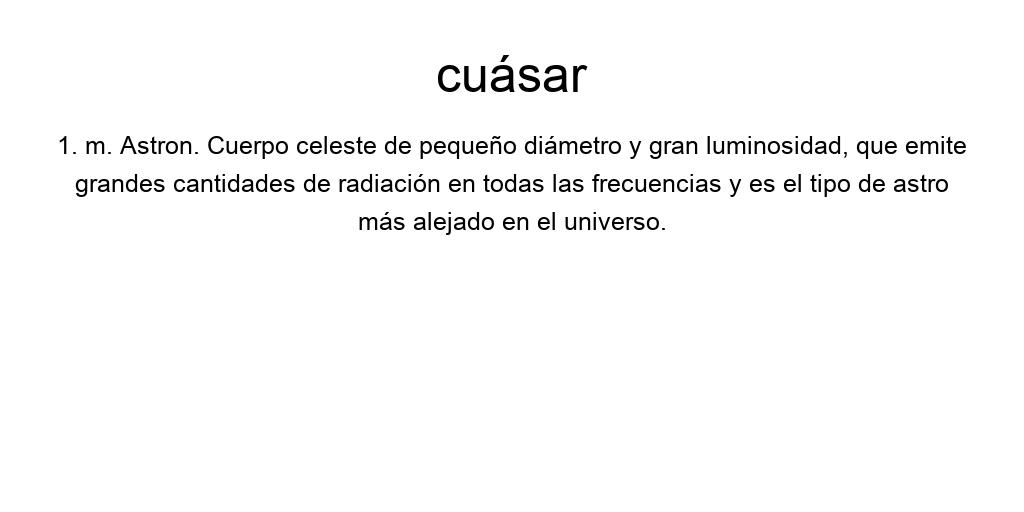 cuásar
1. m. Astron. Cuerpo celeste de pequeño diámetro y gran luminosidad, que emite
grandes cantidades de radiación en todas las frecuencias y es el tipo de astro
más alejado en el universo.